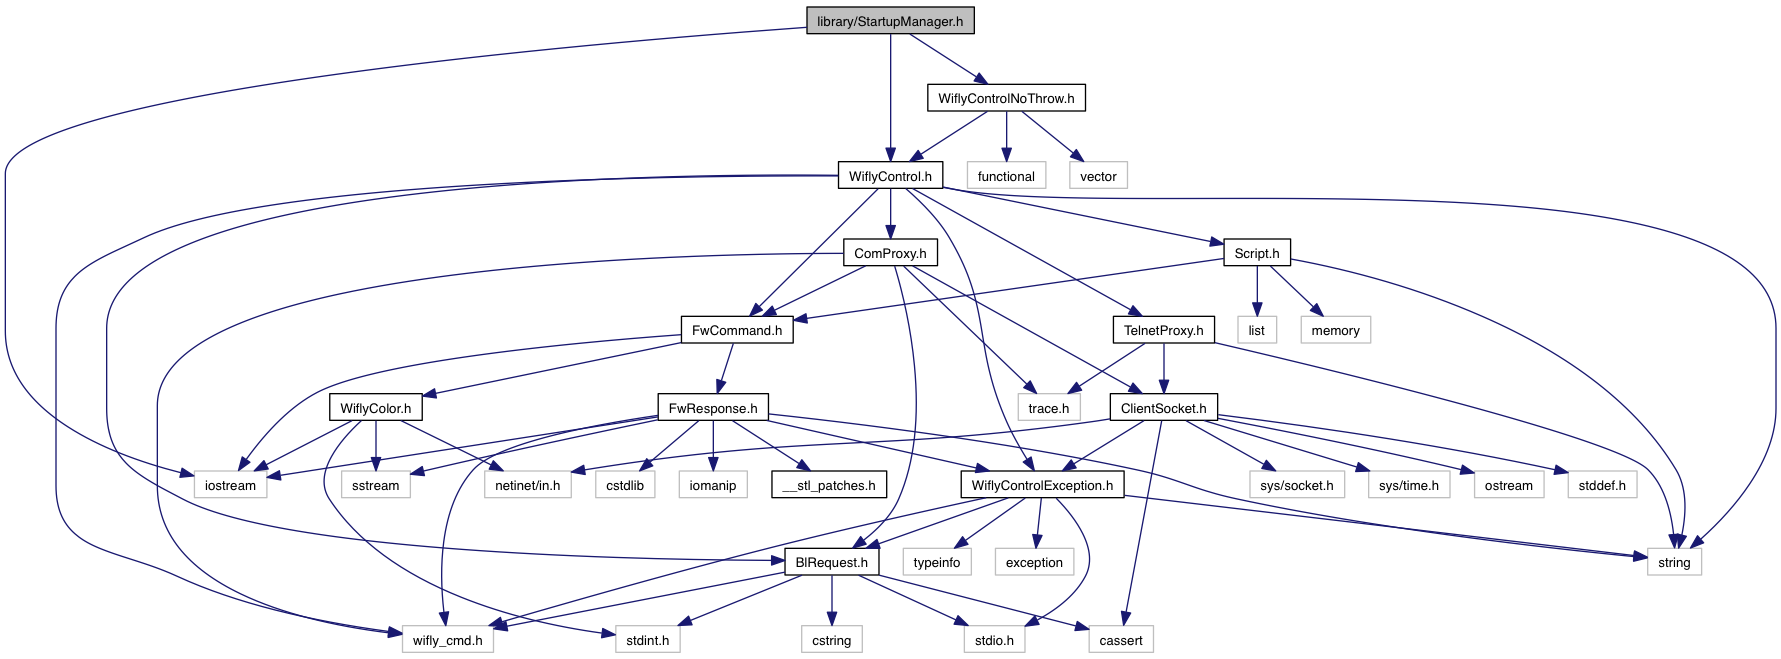 library/StartupManager.h
WiflyControlNoThrow.h
WiflyControl.h
functional
vector
ComProxy.h
Script.h
FwCommand.h
TelnetProxy.h
list
memory
WiflyColor.h
FwResponse.h
trace.h
ClientSocket.h
iostream
sstream
netinet/in.h
cstdlib
iomanip
__stl_patches.h
WiflyControlException.h
sys/socket.h
sys/time.h
ostream
stddef.h
BlRequest.h
typeinfo
exception
string
wifly_cmd.h
stdint.h
cstring
stdio.h
cassert